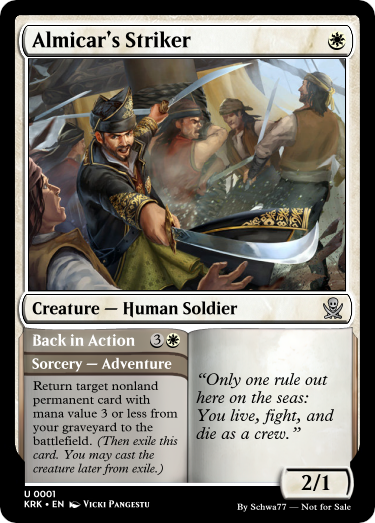 Almicar's Striker
Creature — Human Soldier
Back in Action 3
Sorcery — Adventure
Return target nonland
permanent card with
mana value 3 or less from
your graveyard to the
battlefield. (Then exile this
card. You may cast the
creature later from exile.)
“Only one rule out
here on the seas:
You live, fight, and
die as a crew.”
2/1
U 0001
KRK • EN Vicki Pangestu
By Schwa77 — Not for Sale